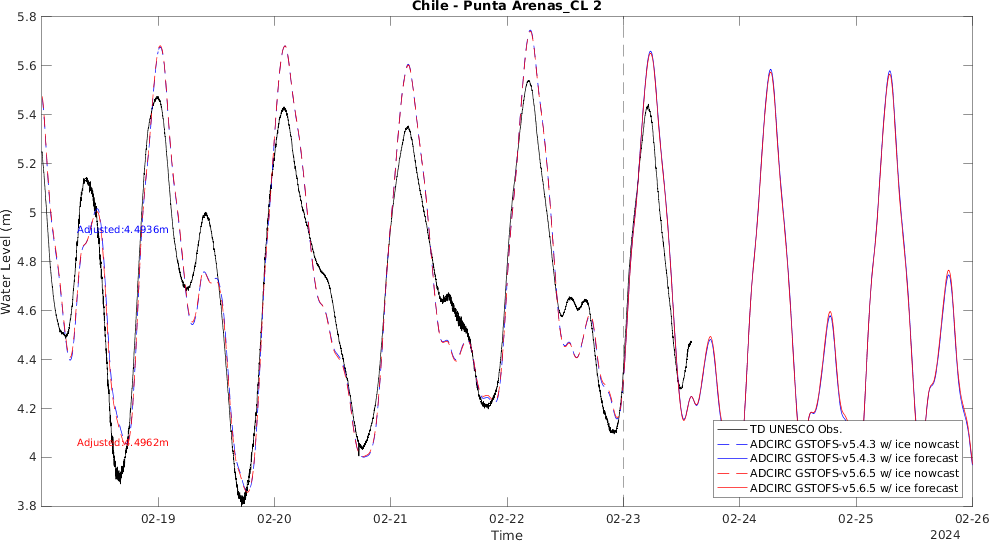 Chile - Punta Arenas_CL 2
Water Level (m)
5.8
5.6
5.4
5.2
5
4.8
4.6
4.4
4.2
4
3.8
Adjusted:4.4936m
Adjusted:4.4962m
TD UNESCO Obs.
ADCIRC GSTOFS-v5.4.3 w/ ice nowcast
ADCIRC GSTOFS-v5.4.3 w/ ice forecast
ADCIRC GSTOFS-v5.6.5 w/ ice nowcast
ADCIRC GSTOFS-v5.6.5 w/ ice forecast
02-19
02-20
02-21
02-22
02-23
02-24
02-25
02-26
Time
2024